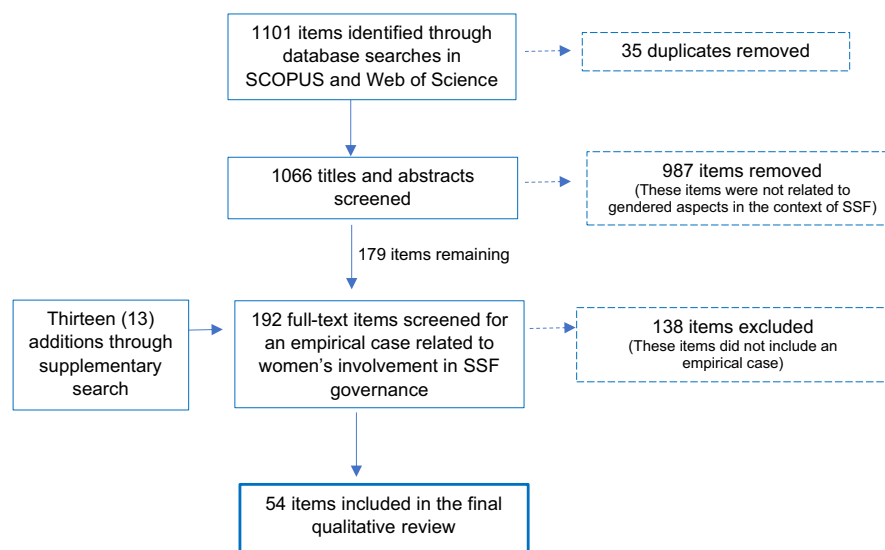 1101 items identified through
database searches in
SCOPUS and Web of Science
35 duplicates removed
1066 titles and abstracts
screened
987 items removed
(These items were not related to
gendered aspects in the context of SSF)
179 items remaining
Thirteen (13)
additions through
supplementary
search
192 full-text items screened for
an empirical case related to
women’s involvement in SSF
governance
138 items excluded
(These items did not include an
empirical case)
54 items included in the final
qualitative review